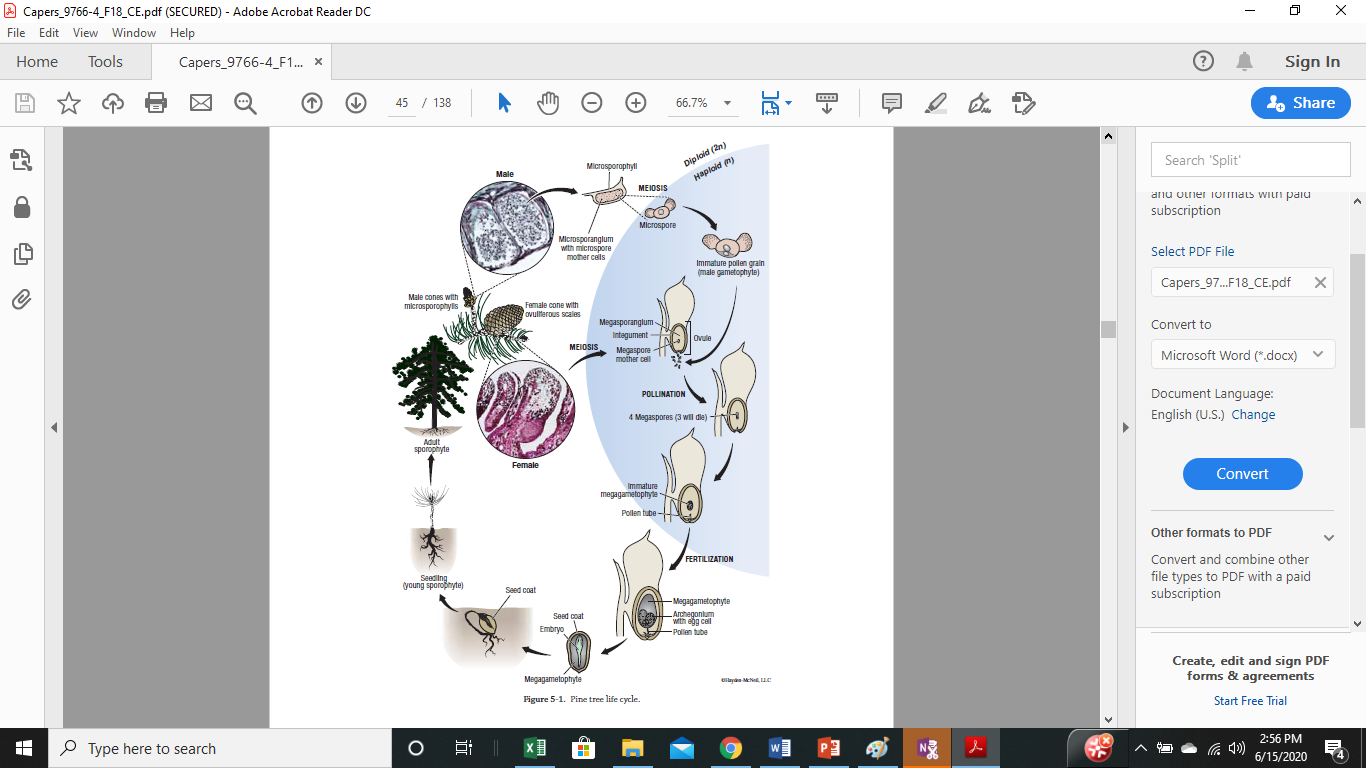 Capers_9766-4_F18_CE.pdf (SECURED) - Adobe Acrobat Reader DC
File Edit View Window Help
Home Tools Capers_9766-4_F1... × Sign In
45 / 138 66.7% Share
Diploid (2n)
Haploid (n)
Male
Microsporophyll
MEIOSIS
Microspore
Microsporangium
with microspore
mother cells
Immature pollen grain
(male gametophyte)
Male cones with
microsporophylls
Female cone with
ovuliferous scales
Megasporangium
Integument
Ovule
MEIOSIS
Megaspore
mother cell
POLLINATION
4 Megaspores (3 will die)
Adult
sporophyte
Female
Immature
megagametophyte
Pollen tube
FERTILIZATION
Seedling
(young sporophyte)
Seed coat
Megagametophyte
Archegonium
with egg cell
Pollen tube
Seed coat
Embryo
Megagametophyte
©Hayden-McNeil, LLC
Figure 5-1. Pine tree life cycle.
Search 'Split'
and other formats with paid
subscription
Select PDF File
Capers_97...F18_CE.pdf
Convert to
Microsoft Word (*.docx)
Document Language:
English (U.S.) Change
Convert
Other formats to PDF
Convert and combine other
file types to PDF with a paid
subscription
Create, edit and sign PDF
forms & agreements
Start Free Trial
Type here to search
2:56 PM
6/15/2020
4